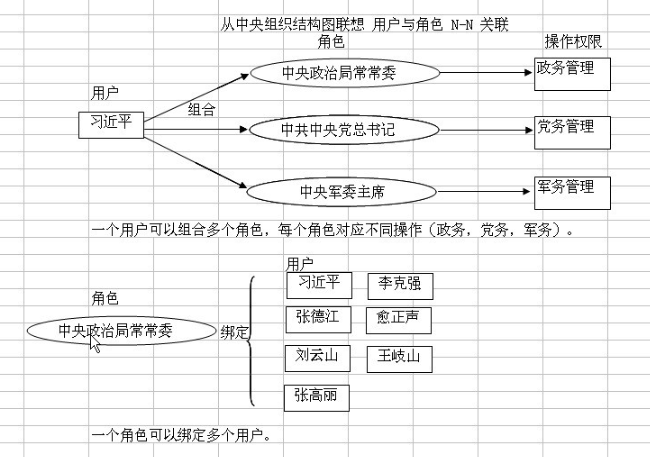 从中央组织结构图联想 用户与角色 N-N 关联
角色
操作权限
中央政治局常常委
政务管理
用户
习近平
组合
中共中央党总书记
党务管理
中央军委主席
军务管理
一个用户可以组合多个角色，每个角色对应不同操作（政务，党务，军务）。
用户
习近平
李克强
角色
张德江
愈正声
中央政治局常常委
绑定
刘云山
王岐山
张高丽
一个角色可以绑定多个用户。